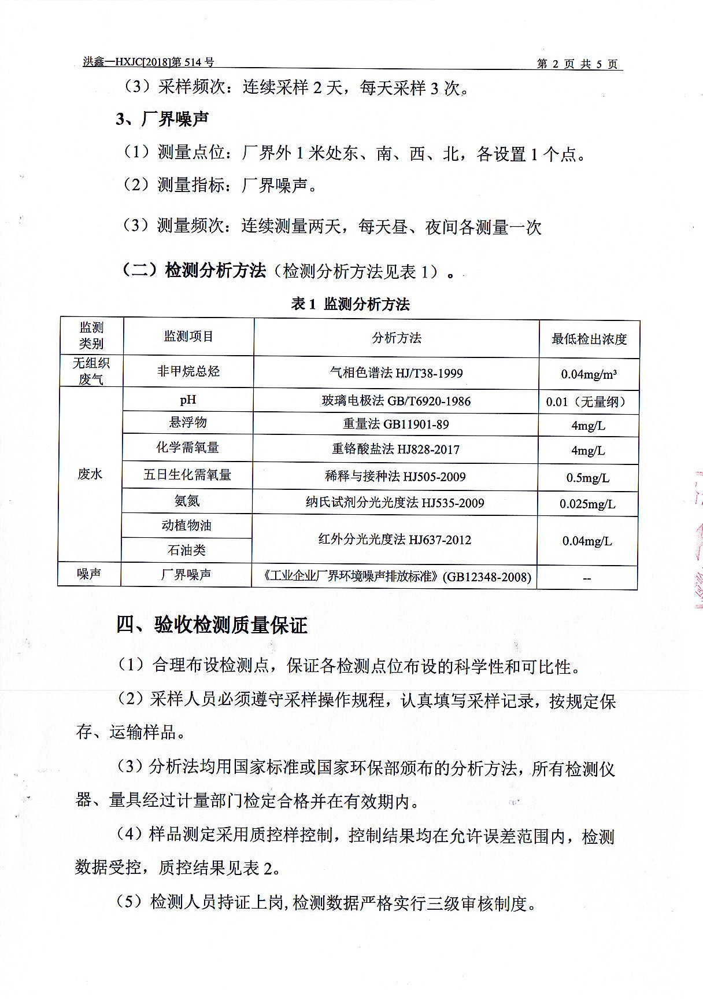 洪鑫—HXJC[2018]第 514 号 第 2 页 共 5 页
（3）采样频次：连续采样 2 天，每天采样 3 次。
3、厂界噪声
（1）测量点位：厂界外 1 米处东、南、西、北，各设置 1 个点。
（2）测量指标：厂界噪声。
（3）测量频次：连续测量两天，每天昼、夜间各测量一次
（二）检测分析方法（检测分析方法见表 1）。
表 1 监测分析方法
监测
类别
监测项目
分析方法
最低检出浓度
无组织
废气
非甲烷总烃
气相色谱法 HJ/T38-1999
0.04mg/m³
废水
pH
玻璃电极法 GB/T6920-1986
0.01（无量纲）
悬浮物
重量法 GB11901-89
4mg/L
化学需氧量
重铬酸盐法 HJ828-2017
4mg/L
五日生化需氧量
稀释与接种法 HJ505-2009
0.5mg/L
氨氮
纳氏试剂分光光度法 HJ535-2009
0.025mg/L
动植物油
石油类
红外分光光度法 HJ637-2012
0.04mg/L
噪声
厂界噪声
《工业企业厂界环境噪声排放标准》(GB12348-2008)
--
四、验收检测质量保证
（1）合理布设检测点，保证各检测点位布设的科学性和可比性。
（2）采样人员必须遵守采样操作规程，认真填写采样记录，按规定保
存、运输样品。
（3）分析法均用国家标准或国家环保部颁布的分析方法，所有检测仪
器、量具经过计量部门检定合格并在有效期内。
（4）样品测定采用质控样控制，控制结果均在允许误差范围内，检测
数据受控，质控结果见表 2。
（5）检测人员持证上岗,检测数据严格实行三级审核制度。